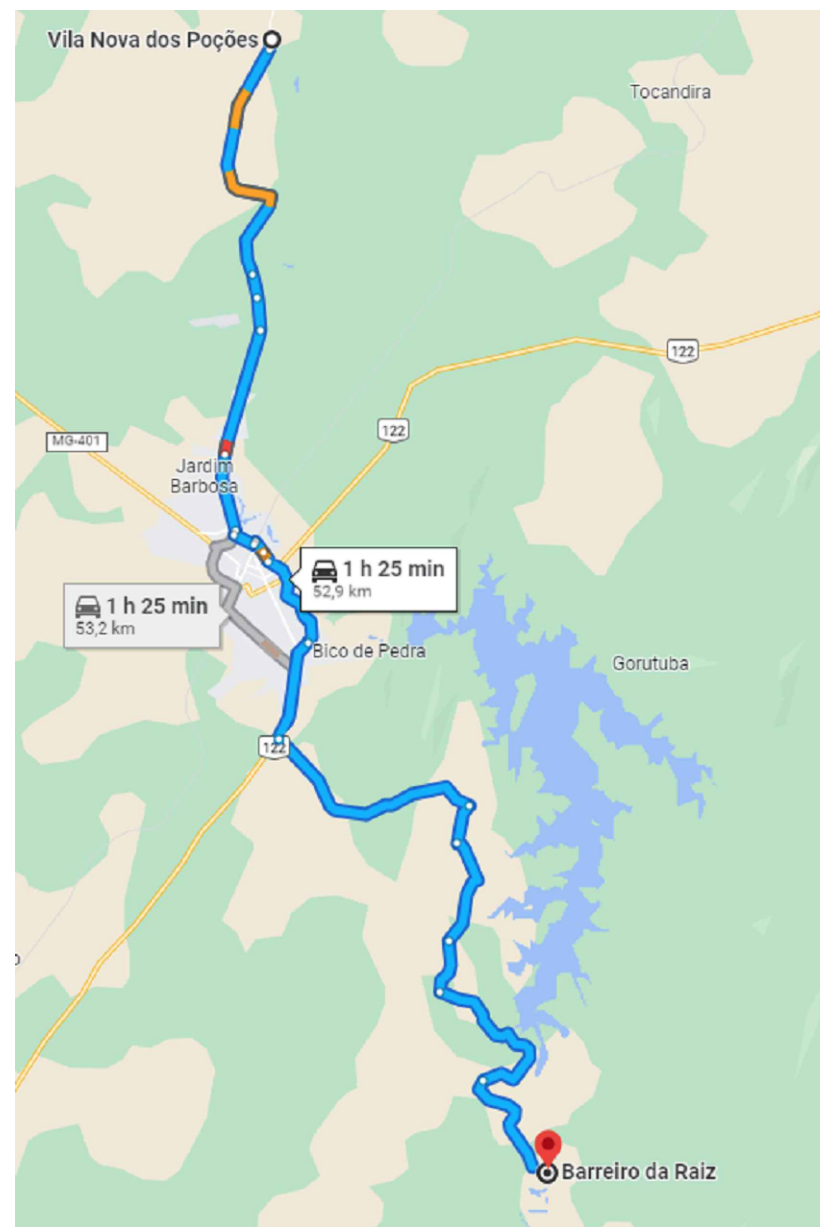 Vila Nova dos Poções
Tocandira
122
122
MG-401
Jardim
Barbosa
1 h 25 min
52,9 km
1 h 25 min
53,2 km
Bico de Pedra
Gorutuba
122
Barreiro da Raiz